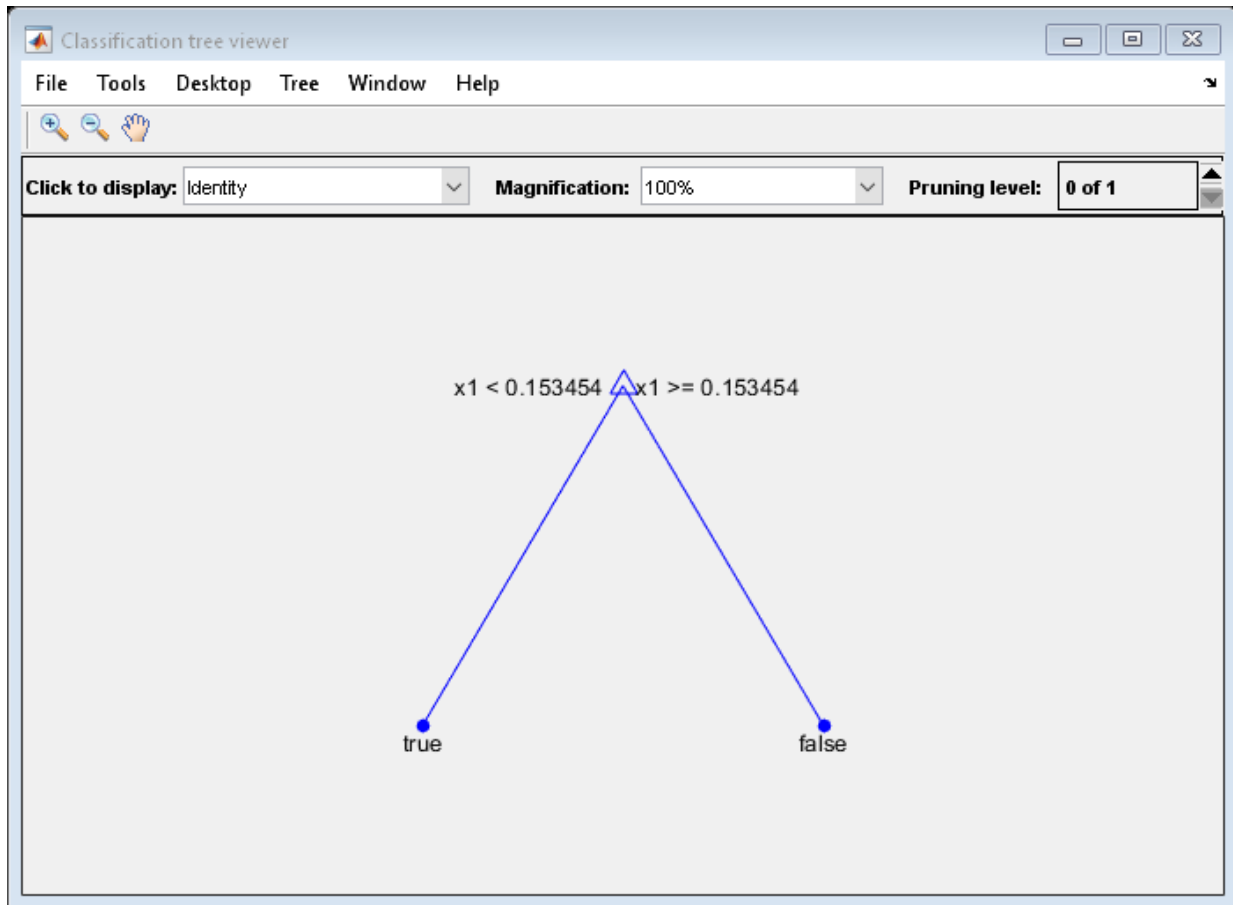 Classification tree viewer
File Tools Desktop Tree Window Help
Click to display: Identity Magnification: 100% Pruning level: 0 of 1
x1 < 0.153454 x1 >= 0.153454
true false